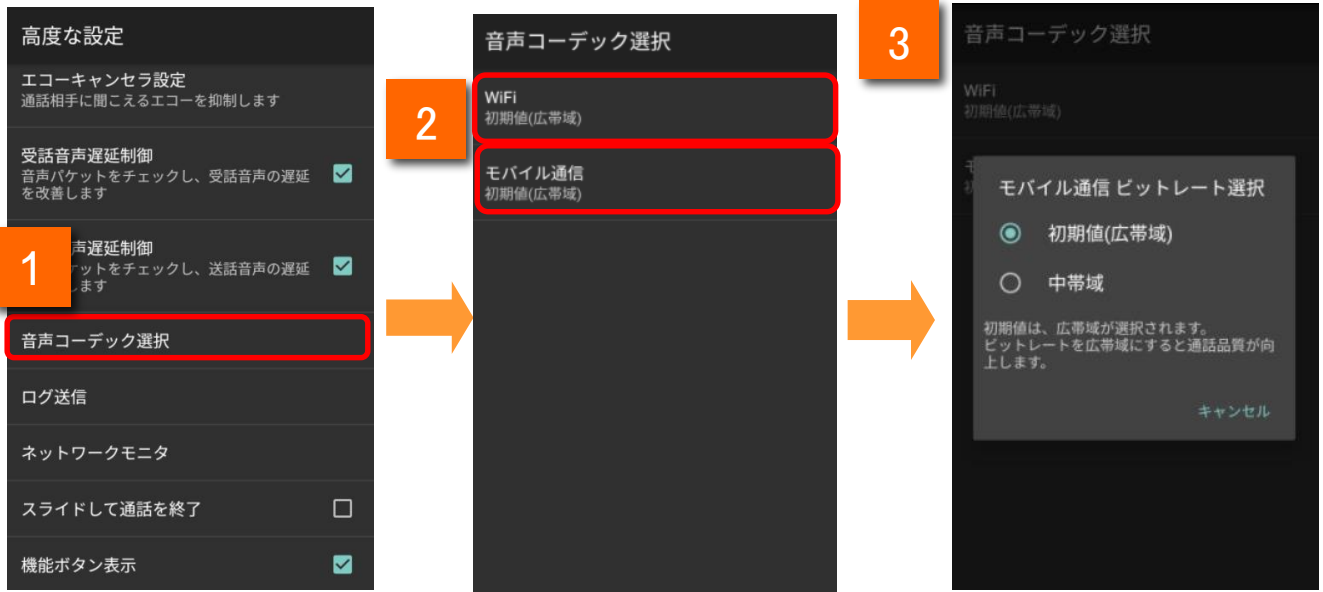 高度な設定
エコーキャンセラ設定
通話相手に聞こえるエコーを抑制します
受話音声遅延制御
音声パケットをチェックし、受話音声の遅延
を改善します
1
声遅延制御
ケットをチェックし、送話音声の遅延
します
音声コーデック選択
ログ送信
ネットワークモニタ
スライドして通話を終了
機能ボタン表示
2
音声コーデック選択
WiFi
初期値(広帯域)
モバイル通信
初期値(広帯域)
3
音声コーデック選択
WiFi
初期値(広帯域)
モバイル通信 ビットレート選択
初期値(広帯域)
中帯域
初期値は、広帯域が選択されます。
ビットレートを広帯域にすると通話品質が向
上します。
キャンセル